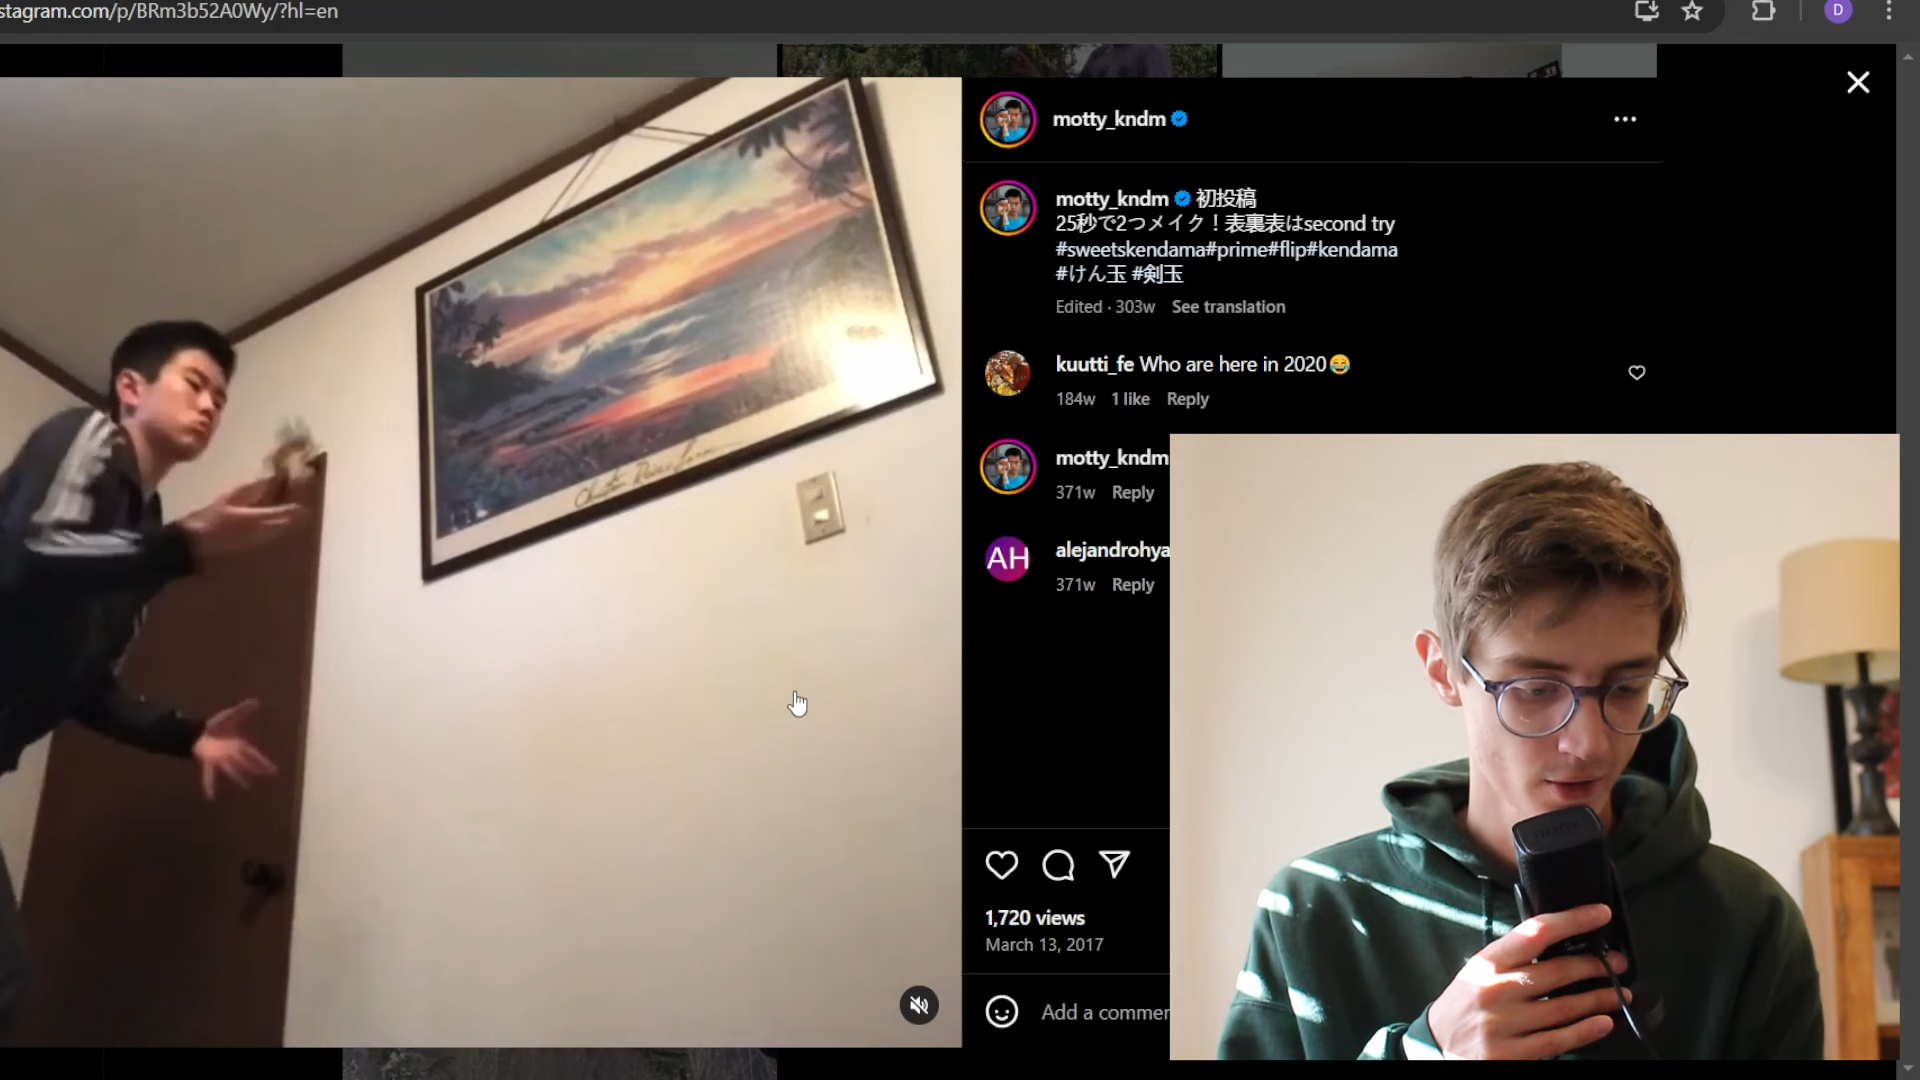 stagram.com/p/BRm3b52A0Wy/?hl=en
D
motty_kndm
motty_kndm 初投稿
25秒で2つメイク！表裏表はsecond try
#sweetskendama#prime#flip#kendama
#けん玉 #剣玉
Edited · 303w See translation
kuutti_fe Who are here in 2020😂
184w 1 like Reply
motty_kndm
371w Reply
AH
alejandrohya
371w Reply
1,720 views
March 13, 2017
Add a commen